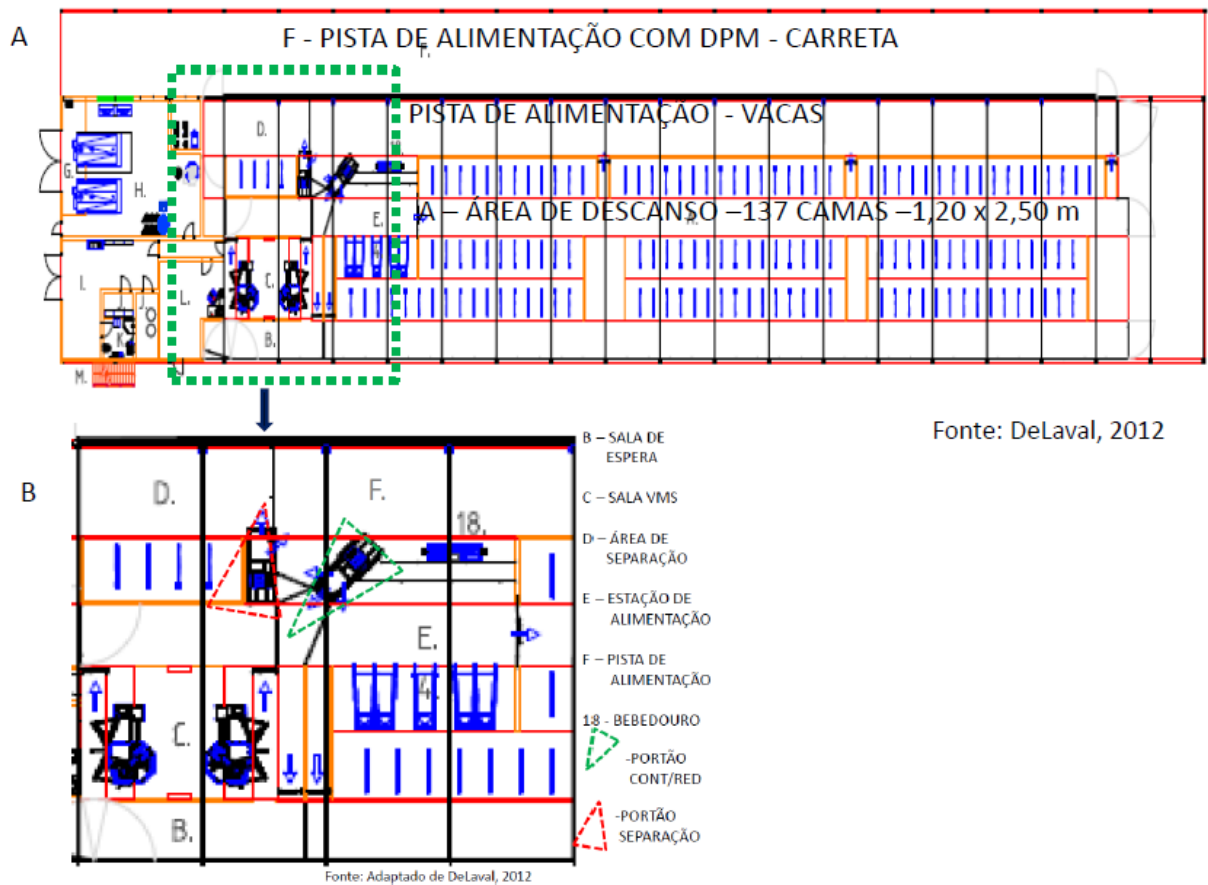 A
F - PISTA DE ALIMENTAÇÃO COM DPM - CARRETA
F.
PISTA DE ALIMENTAÇÃO - VACAS
D.
G.
H.
E.
A – ÁREA DE DESCANSO –137 CAMAS –1,20 x 2,50 m
I.
L.
C.
K.
B.
M.
Fonte: DeLaval, 2012
B
D.
F.
18.
E.
4.
C.
B.
B – SALA DE
ESPERA
C – SALA VMS
D – ÁREA DE
SEPARAÇÃO
E – ESTAÇÃO DE
ALIMENTAÇÃO
F – PISTA DE
ALIMENTAÇÃO
18 - BEBEDOURO
-PORTÃO
CONT/RED
-PORTÃO
SEPARAÇÃO
Fonte: Adaptado de DeLaval, 2012